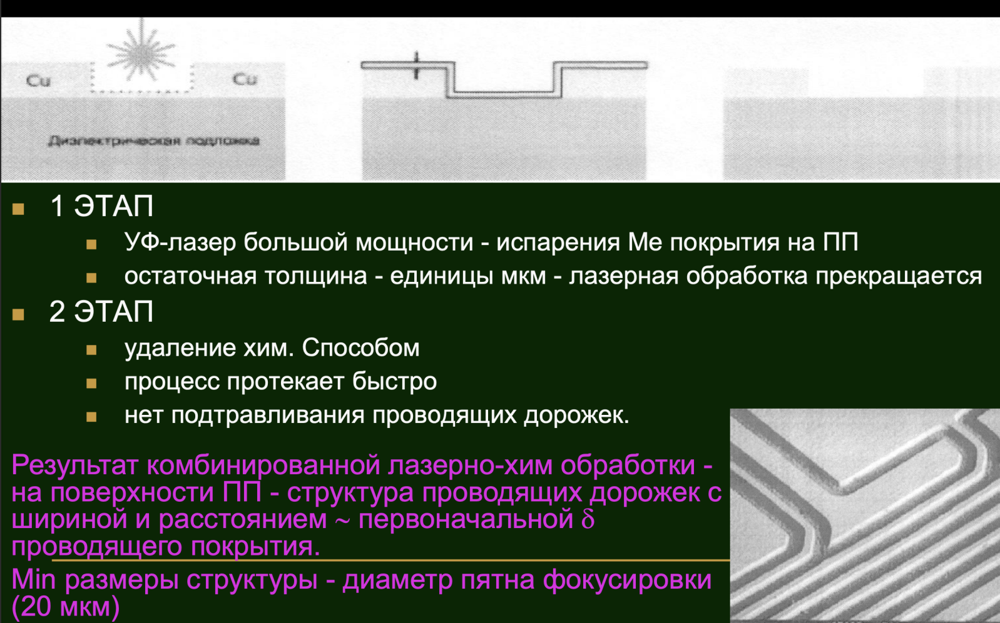 Cu
Cu
Диэлектрическая подложка
1 ЭТАП
УФ-лазер большой мощности - испарения Ме покрытия на ПП
остаточная толщина - единицы мкм - лазерная обработка прекращается
2 ЭТАП
удаление хим. Способом
процесс протекает быстро
нет подтравливания проводящих дорожек.
Результат комбинированной лазерно-хим обработки -
на поверхности ПП - структура проводящих дорожек с
шириной и расстоянием ~ первоначальной δ
проводящего покрытия.
Min размеры структуры - диаметр пятна фокусировки
(20 мкм)